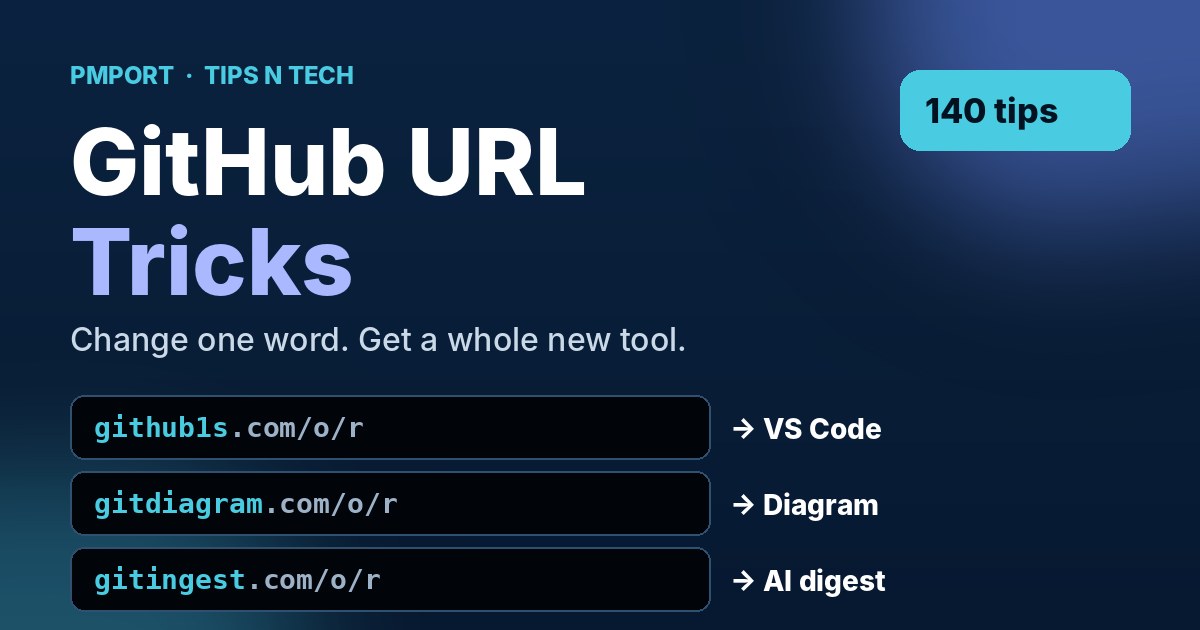 PMPORT · TIPS N TECH
140 tips
GitHub URL
Tricks
Change one word. Get a whole new tool.
github1s.com/o/r → VS Code
gitdiagram.com/o/r → Diagram
gitingest.com/o/r → AI digest